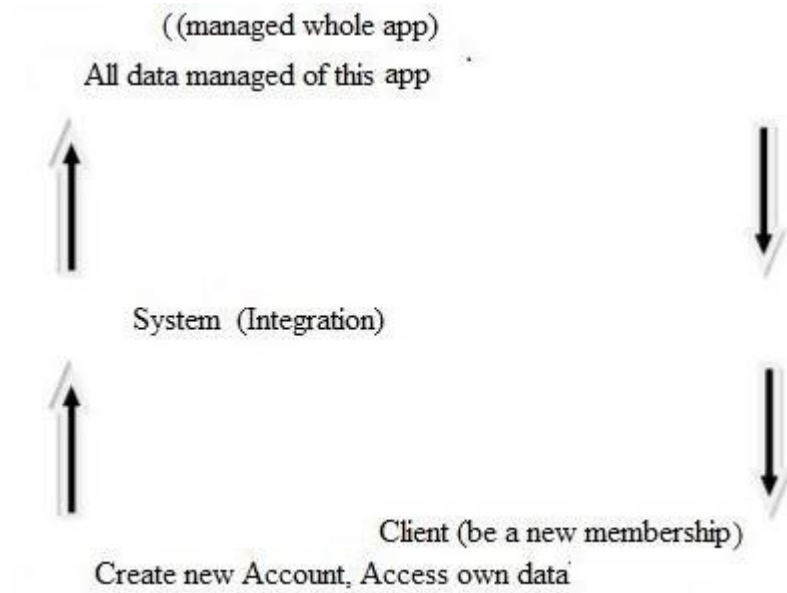 ((managed whole app)
All data managed of this app
System (Integration)
Client (be a new membership)
Create new Account, Access own data